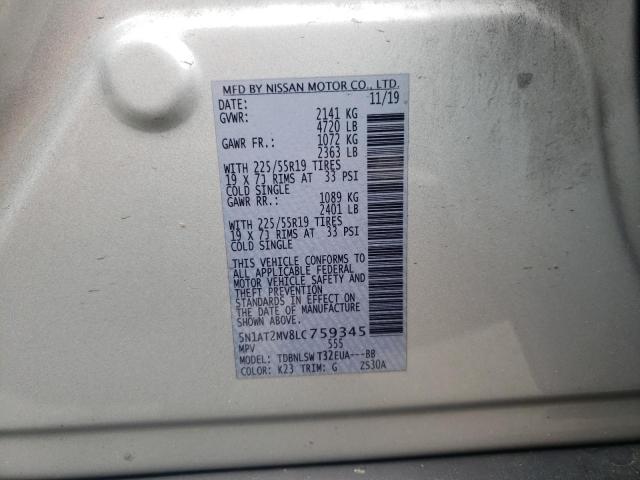 MFD BY NISSAN MOTOR CO., LTD.
DATE: 11/19
GVWR: 2141 KG
4720 LB
GAWR FR.: 1072 KG
2363 LB
WITH 225/55R19 TIRES
19 X 7J RIMS AT 33 PSI
COLD SINGLE
GAWR RR.: 1089 KG
2401 LB
WITH 225/55R19 TIRES
19 X 7J RIMS AT 33 PSI
COLD SINGLE
THIS VEHICLE CONFORMS TO
ALL APPLICABLE FEDERAL
MOTOR VEHICLE SAFETY AND
THEFT PREVENTION
STANDARDS IN EFFECT ON
THE DATE OF MANUFACTURE
SHOWN ABOVE.
5N1AT2MV8LC759345
MPV 555
MODEL: TDBNLSW T32EUA---BB
COLOR: K23 TRIM: G ZS30A